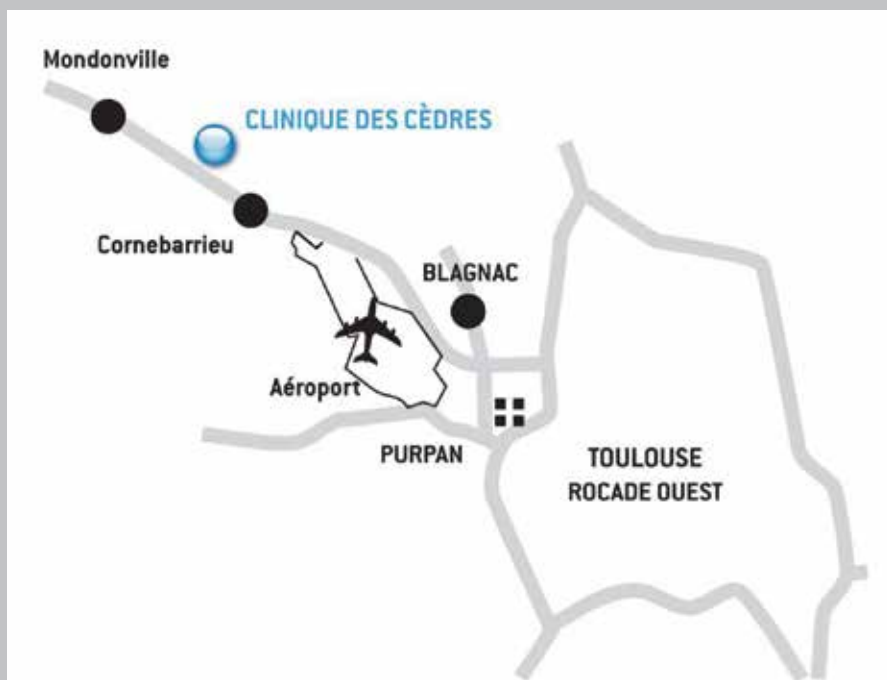 Mondonville
CLINIQUE DES CÈDRES
Cornebarrieu
BLAGNAC
Aéroport
PURPAN
TOULOUSE
ROCADE OUEST